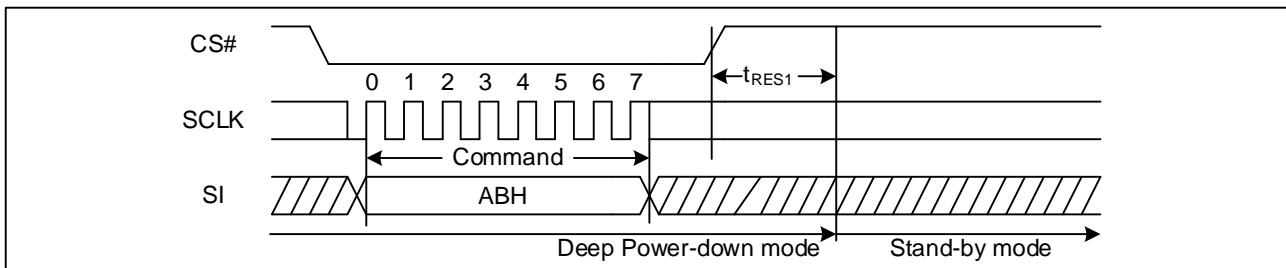 CS#
tRES1
0 1 2 3 4 5 6 7
SCLK
Command
SI
ABH
Deep Power-down mode Stand-by mode